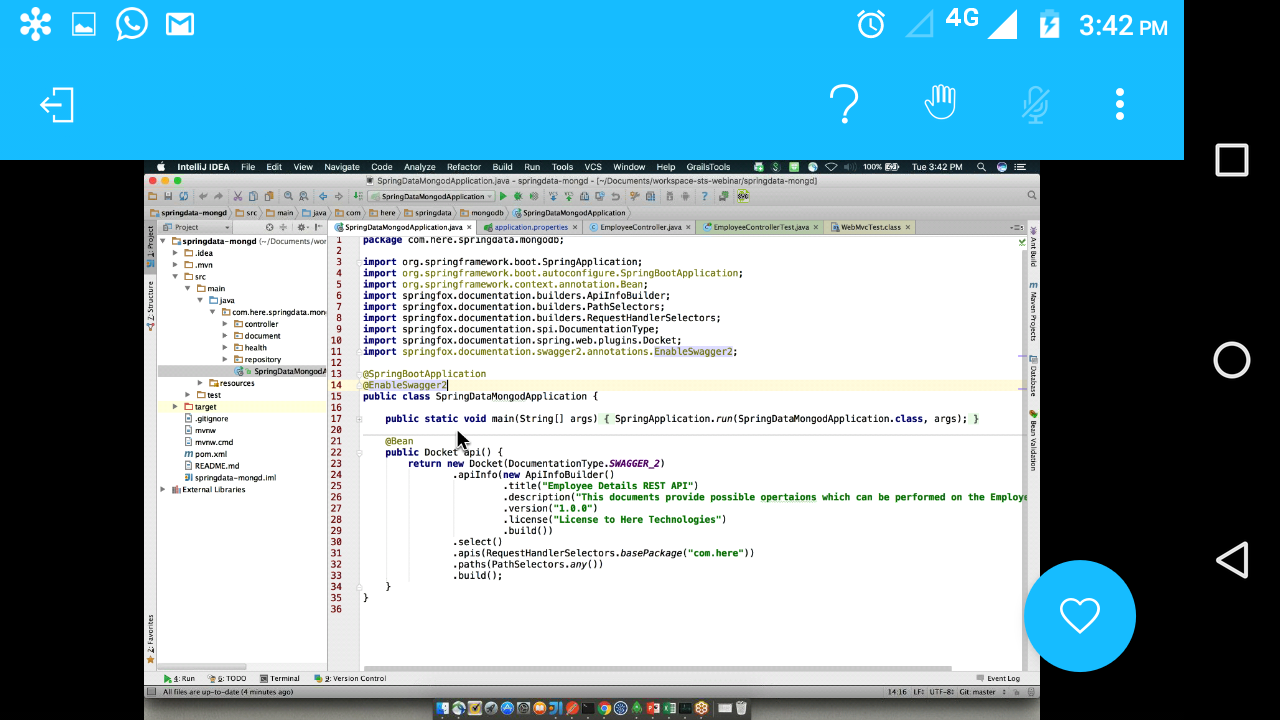 4G 3:42 PM
IntelliJ IDEA File Edit View Navigate Code Analyze Refactor Build Run Tools VCS Window Help GrailsTools 100% Tue 3:42 PM
SpringDataMongodApplication.java - springdata-mongd - [~/Documents/workspace-sts-webinar/springdata-mongd]
SpringDataMongodApplication
springdata-mongd src main java com here springdata mongodb SpringDataMongodApplication
Project
SpringDataMongodApplication.java application.properties EmployeeController.java EmployeeControllerTest.java WebMvcTest.class
1: Project
Z: Structure
2: Favorites
springdata-mongd (~/Documents/wo
.idea
.mvn
src
main
java
com.here.springdata.mon
controller
document
health
repository
SpringDataMongodA
resources
test
target
.gitignore
mvnw
mvnw.cmd
pom.xml
README.md
springdata-mongd.iml
External Libraries
1 package com.here.springdata.mongodb;
2
3 import org.springframework.boot.SpringApplication;
4 import org.springframework.boot.autoconfigure.SpringBootApplication;
5 import org.springframework.context.annotation.Bean;
6 import springfox.documentation.builders.ApiInfoBuilder;
7 import springfox.documentation.builders.PathSelectors;
8 import springfox.documentation.builders.RequestHandlerSelectors;
9 import springfox.documentation.spi.DocumentationType;
10 import springfox.documentation.spring.web.plugins.Docket;
11 import springfox.documentation.swagger2.annotations.EnableSwagger2;
12
13 @SpringBootApplication
14 @EnableSwagger2
15 public class SpringDataMongodApplication {
16
17 public static void main(String[] args) { SpringApplication.run(SpringDataMongodApplication.class, args); }
20
21 @Bean
22 public Docket api() {
23 return new Docket(DocumentationType.SWAGGER_2)
24 .apiInfo(new ApiInfoBuilder()
25 .title("Employee Details REST API")
26 .description("This documents provide possible opertaions which can be performed on the Employe
27 .version("1.0.0")
28 .license("License to Here Technologies")
29 .build())
30 .select()
31 .apis(RequestHandlerSelectors.basePackage("com.here"))
32 .paths(PathSelectors.any())
33 .build();
34 }
35 }
36
Ant Build
Maven Projects
Database
Bean Validation
4: Run 6: TODO Terminal 9: Version Control Event Log
All files are up-to-date (4 minutes ago) 14:16 LF÷ UTF-8÷ Git: master